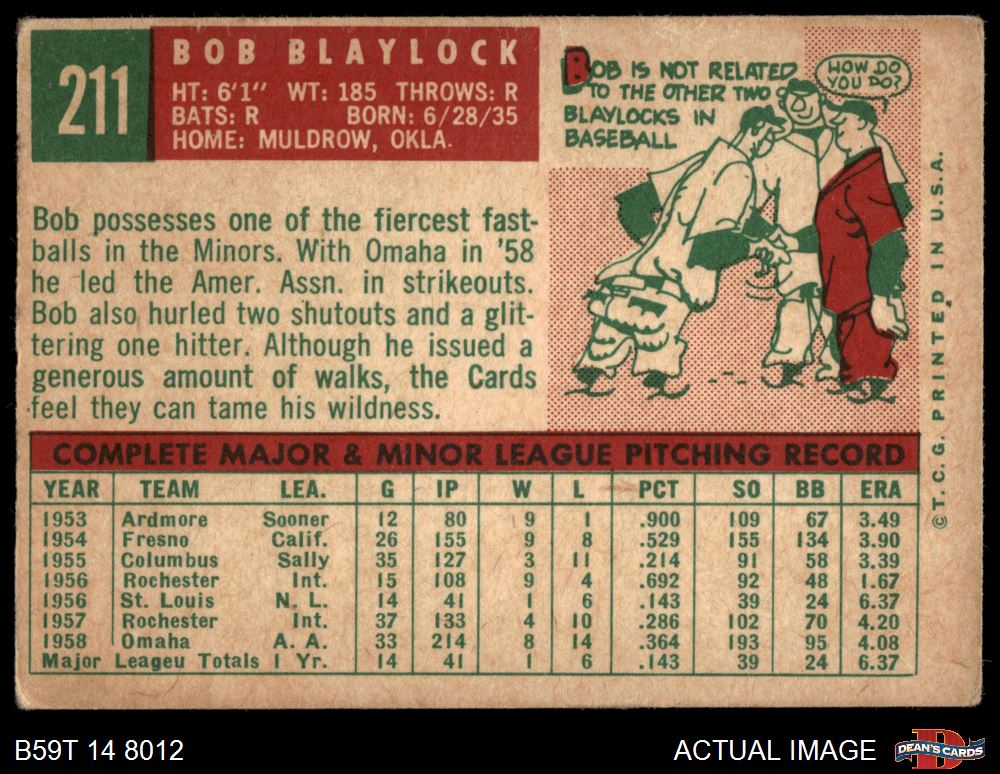 211
BOB BLAYLOCK
HT: 6'1" WT: 185 THROWS: R
BATS: R BORN: 6/28/35
HOME: MULDROW, OKLA.
BOB IS NOT RELATED
TO THE OTHER TWO
BLAYLOCKS IN
BASEBALL
HOW DO
YOU DO?
Bob possesses one of the fiercest fast-
balls in the Minors. With Omaha in '58
he led the Amer. Assn. in strikeouts.
Bob also hurled two shutouts and a glit-
tering one hitter. Although he issued a
generous amount of walks, the Cards
feel they can tame his wildness.
© T. C. G. PRINTED IN U.S.A.
COMPLETE MAJOR & MINOR LEAGUE PITCHING RECORD
YEAR TEAM LEA. G IP W L PCT SO BB ERA
1953 Ardmore Sooner 12 80 9 1 .900 109 67 3.49
1954 Fresno Calif. 26 155 9 8 .529 155 134 3.90
1955 Columbus Sally 35 127 3 11 .214 91 58 3.39
1956 Rochester Int. 15 108 9 4 .692 92 48 1.67
1956 St. Louis N. L. 14 41 1 6 .143 39 24 6.37
1957 Rochester Int. 37 133 4 10 .286 102 70 4.20
1958 Omaha A. A. 33 214 8 14 .364 193 95 4.08
Major Leageu Totals 1 Yr. 14 41 1 6 .143 39 24 6.37
B59T 14 8012
ACTUAL IMAGE
DEAN'S CARDS